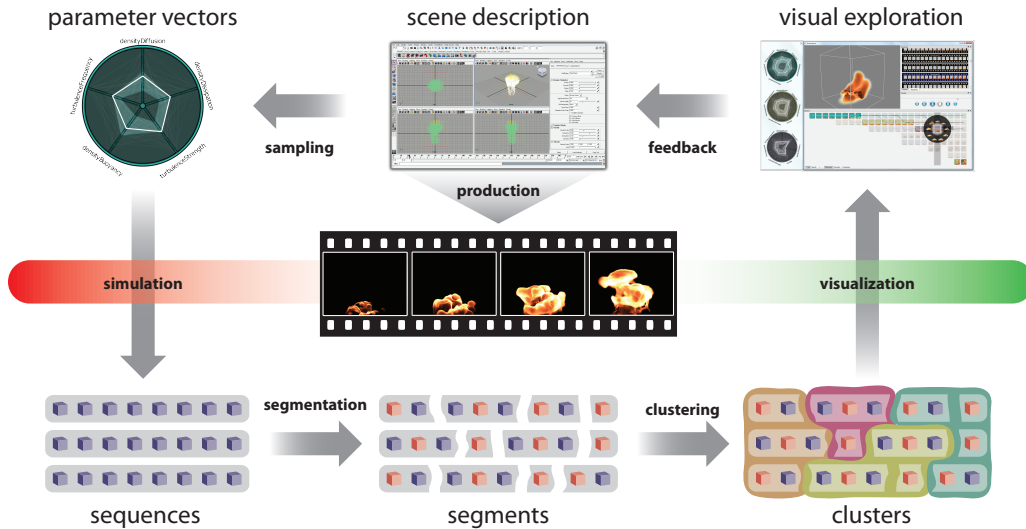 parameter vectors
scene description
visual exploration
densityDiffusion
turbulenceFrequency
densityDissipation
densityBuoyancy
turbulenceStrength
sampling
feedback
production
simulation
visualization
segmentation
clustering
sequences
segments
clusters